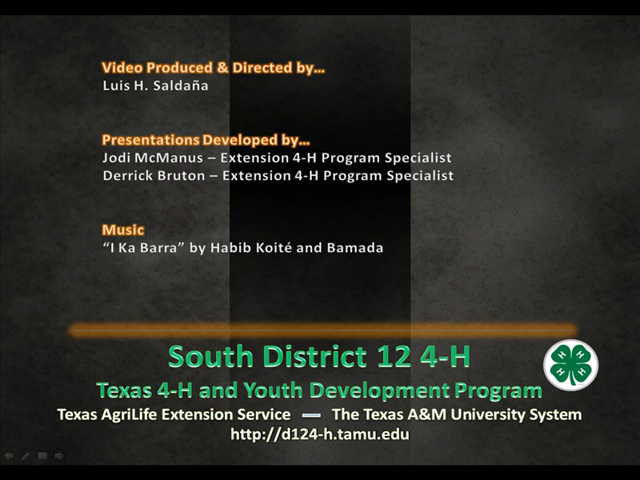 Video Produced & Directed by…
Luis H. Saldaña
Presentations Developed by…
Jodi McManus – Extension 4-H Program Specialist
Derrick Bruton – Extension 4-H Program Specialist
Music
“I Ka Barra” by Habib Koité and Bamada
South District 12 4-H
Texas 4-H and Youth Development Program
Texas AgriLife Extension Service — The Texas A&M University System
http://d124-h.tamu.edu
H H H H